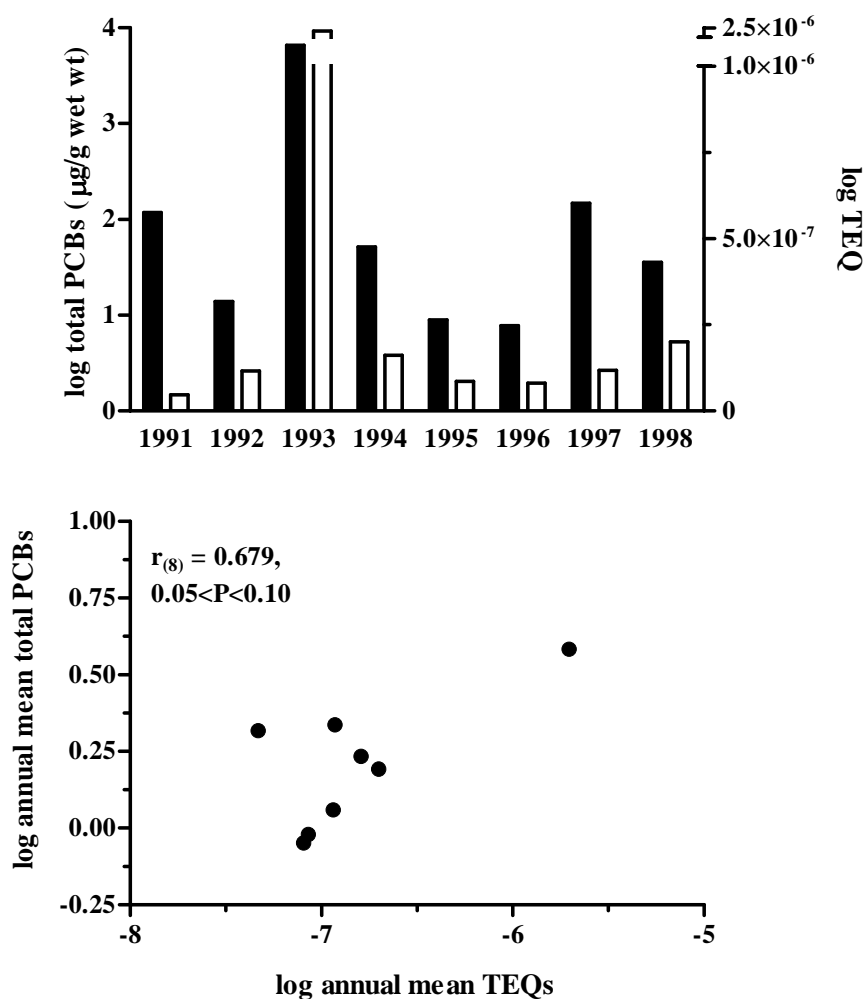 4
3
2
1
0
log total PCBs (µg/g wet wt)
2.5×10⁻⁶
1.0×10⁻⁶
5.0×10⁻⁷
0
log TEQ
1991 1992 1993 1994 1995 1996 1997 1998
r(8) = 0.679,
0.05<P<0.10
1.00
0.75
0.50
0.25
0.00
-0.25
log annual mean total PCBs
-8 -7 -6 -5
log annual mean TEQs